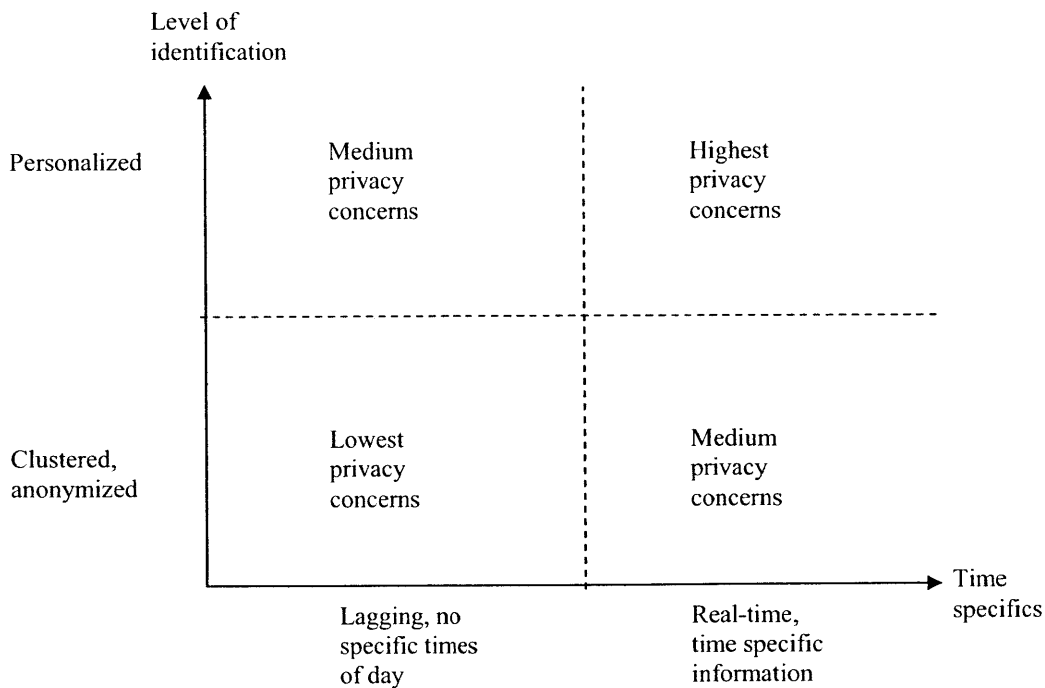 Level of
identification
Personalized
Medium
privacy
concerns
Highest
privacy
concerns
Clustered,
anonymized
Lowest
privacy
concerns
Medium
privacy
concerns
Time
specifics
Lagging, no
specific times
of day
Real-time,
time specific
information